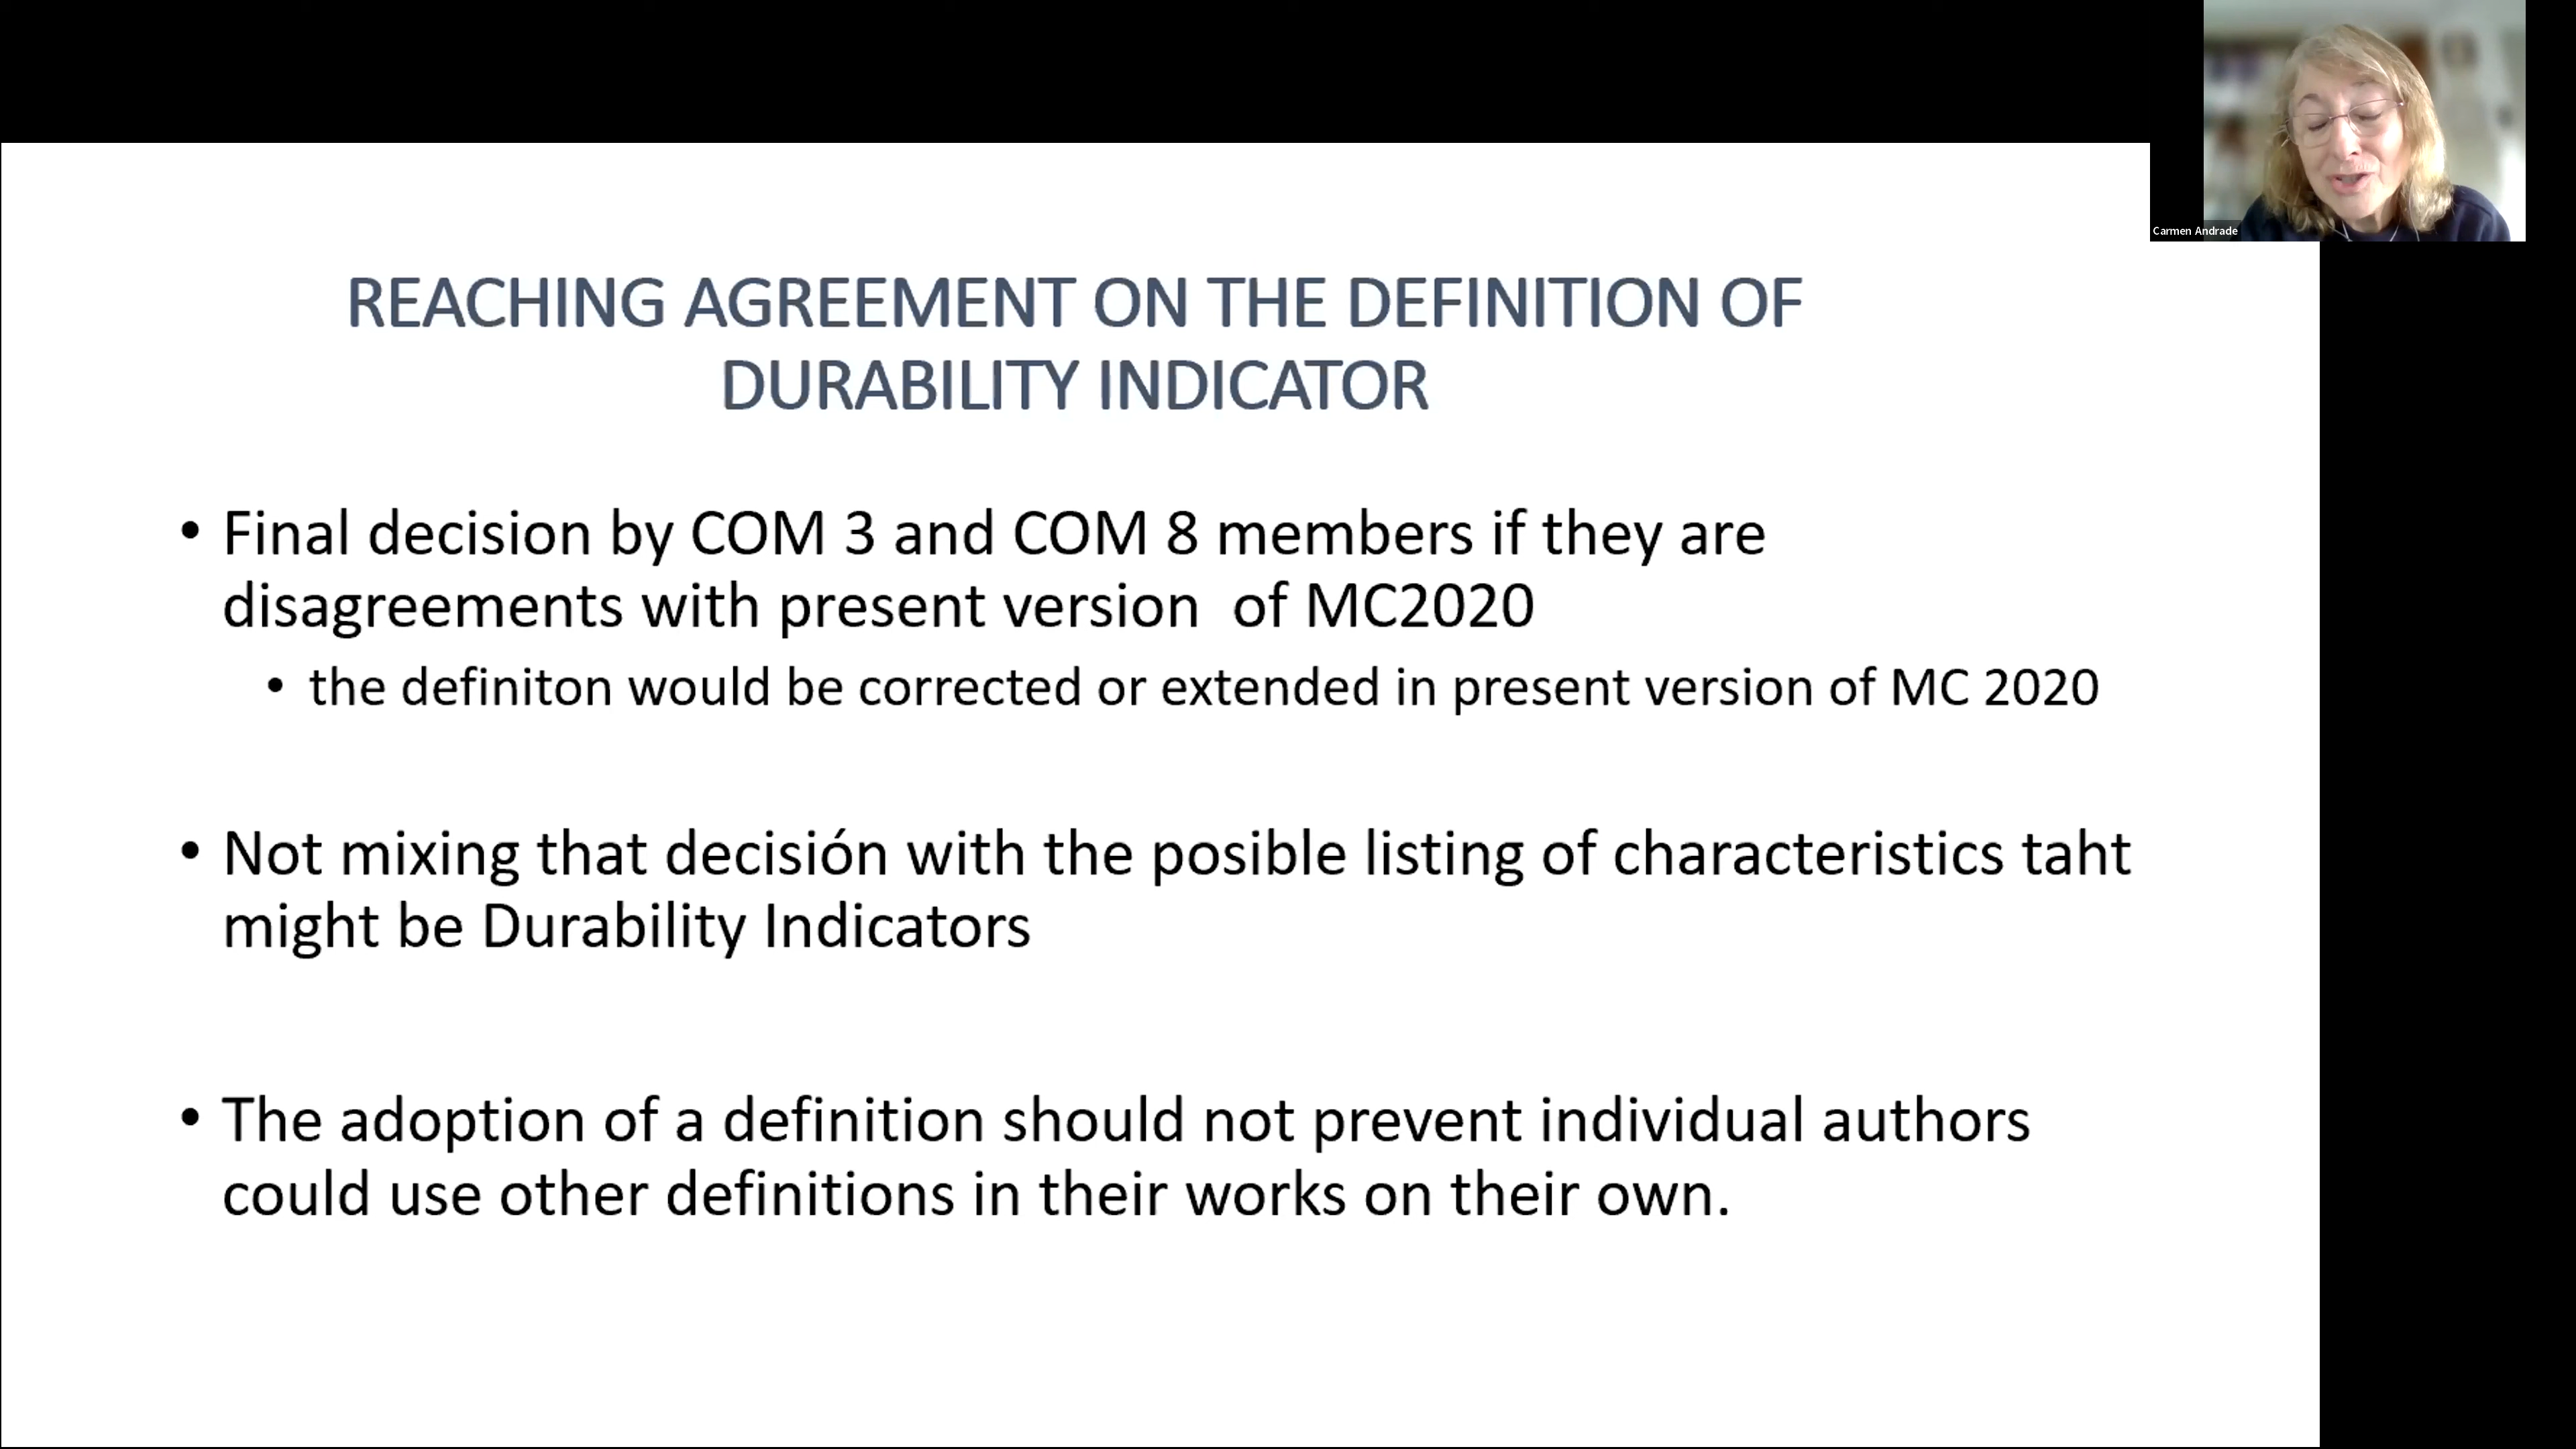 Carmen Andrade
REACHING AGREEMENT ON THE DEFINITION OF
DURABILITY INDICATOR
• Final decision by COM 3 and COM 8 members if they are
disagreements with present version  of MC2020
• the definiton would be corrected or extended in present version of MC 2020
• Not mixing that decisión with the posible listing of characteristics taht
might be Durability Indicators
• The adoption of a definition should not prevent individual authors
could use other definitions in their works on their own.